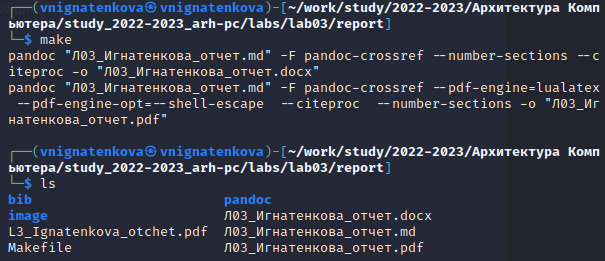 ┌──(vnignatenkova㉿vnignatenkova)-[~/work/study/2022-2023/Архитектура Комп
ьютера/study_2022-2023_arh-pc/labs/lab03/report]
└─$ make
pandoc "Л03_Игнатенкова_отчет.md" -F pandoc-crossref --number-sections --c
iteproc -o "Л03_Игнатенкова_отчет.docx"
pandoc "Л03_Игнатенкова_отчет.md" -F pandoc-crossref --pdf-engine=lualatex
--pdf-engine-opt=--shell-escape  --citeproc  --number-sections -o "Л03_Иг
натенкова_отчет.pdf"
┌──(vnignatenkova㉿vnignatenkova)-[~/work/study/2022-2023/Архитектура Комп
ьютера/study_2022-2023_arh-pc/labs/lab03/report]
└─$ ls
bib                        pandoc
image                      Л03_Игнатенкова_отчет.docx
L3_Ignatenkova_otchet.pdf  Л03_Игнатенкова_отчет.md
Makefile                   Л03_Игнатенкова_отчет.pdf